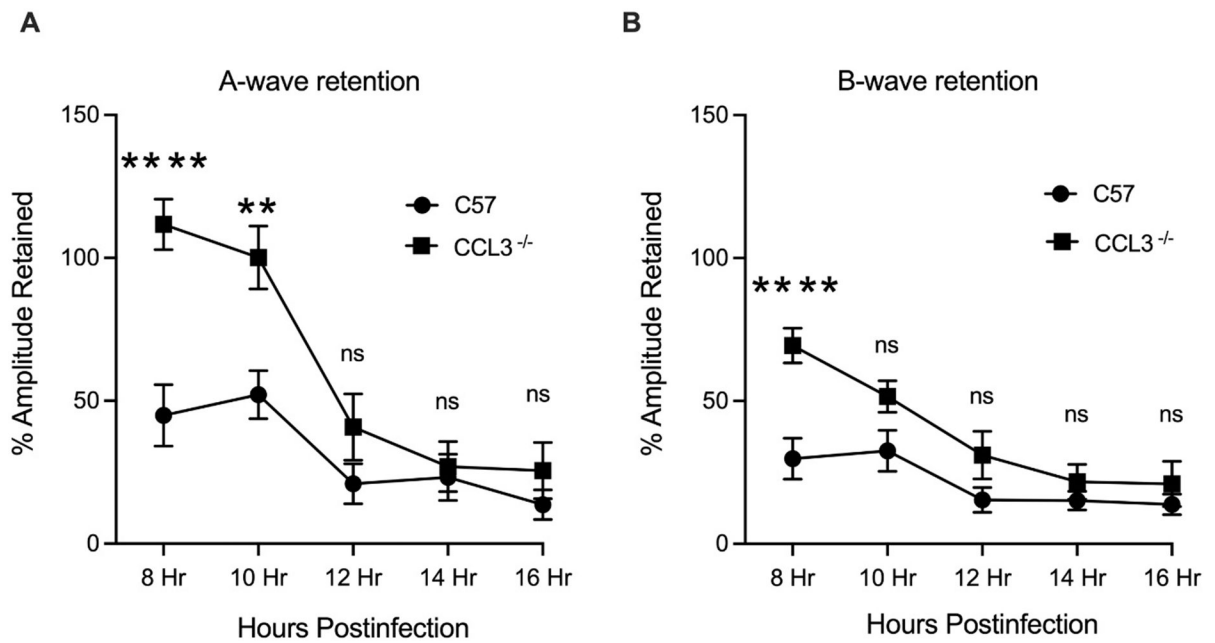 A
A-wave retention
% Amplitude Retained
150
100
50
0
****
**
ns
ns
ns
C57
CCL3 -/-
8 Hr
10 Hr
12 Hr
14 Hr
16 Hr
Hours Postinfection
B
B-wave retention
% Amplitude Retained
150
100
50
0
****
ns
ns
ns
ns
C57
CCL3 -/-
8 Hr
10 Hr
12 Hr
14 Hr
16 Hr
Hours Postinfection